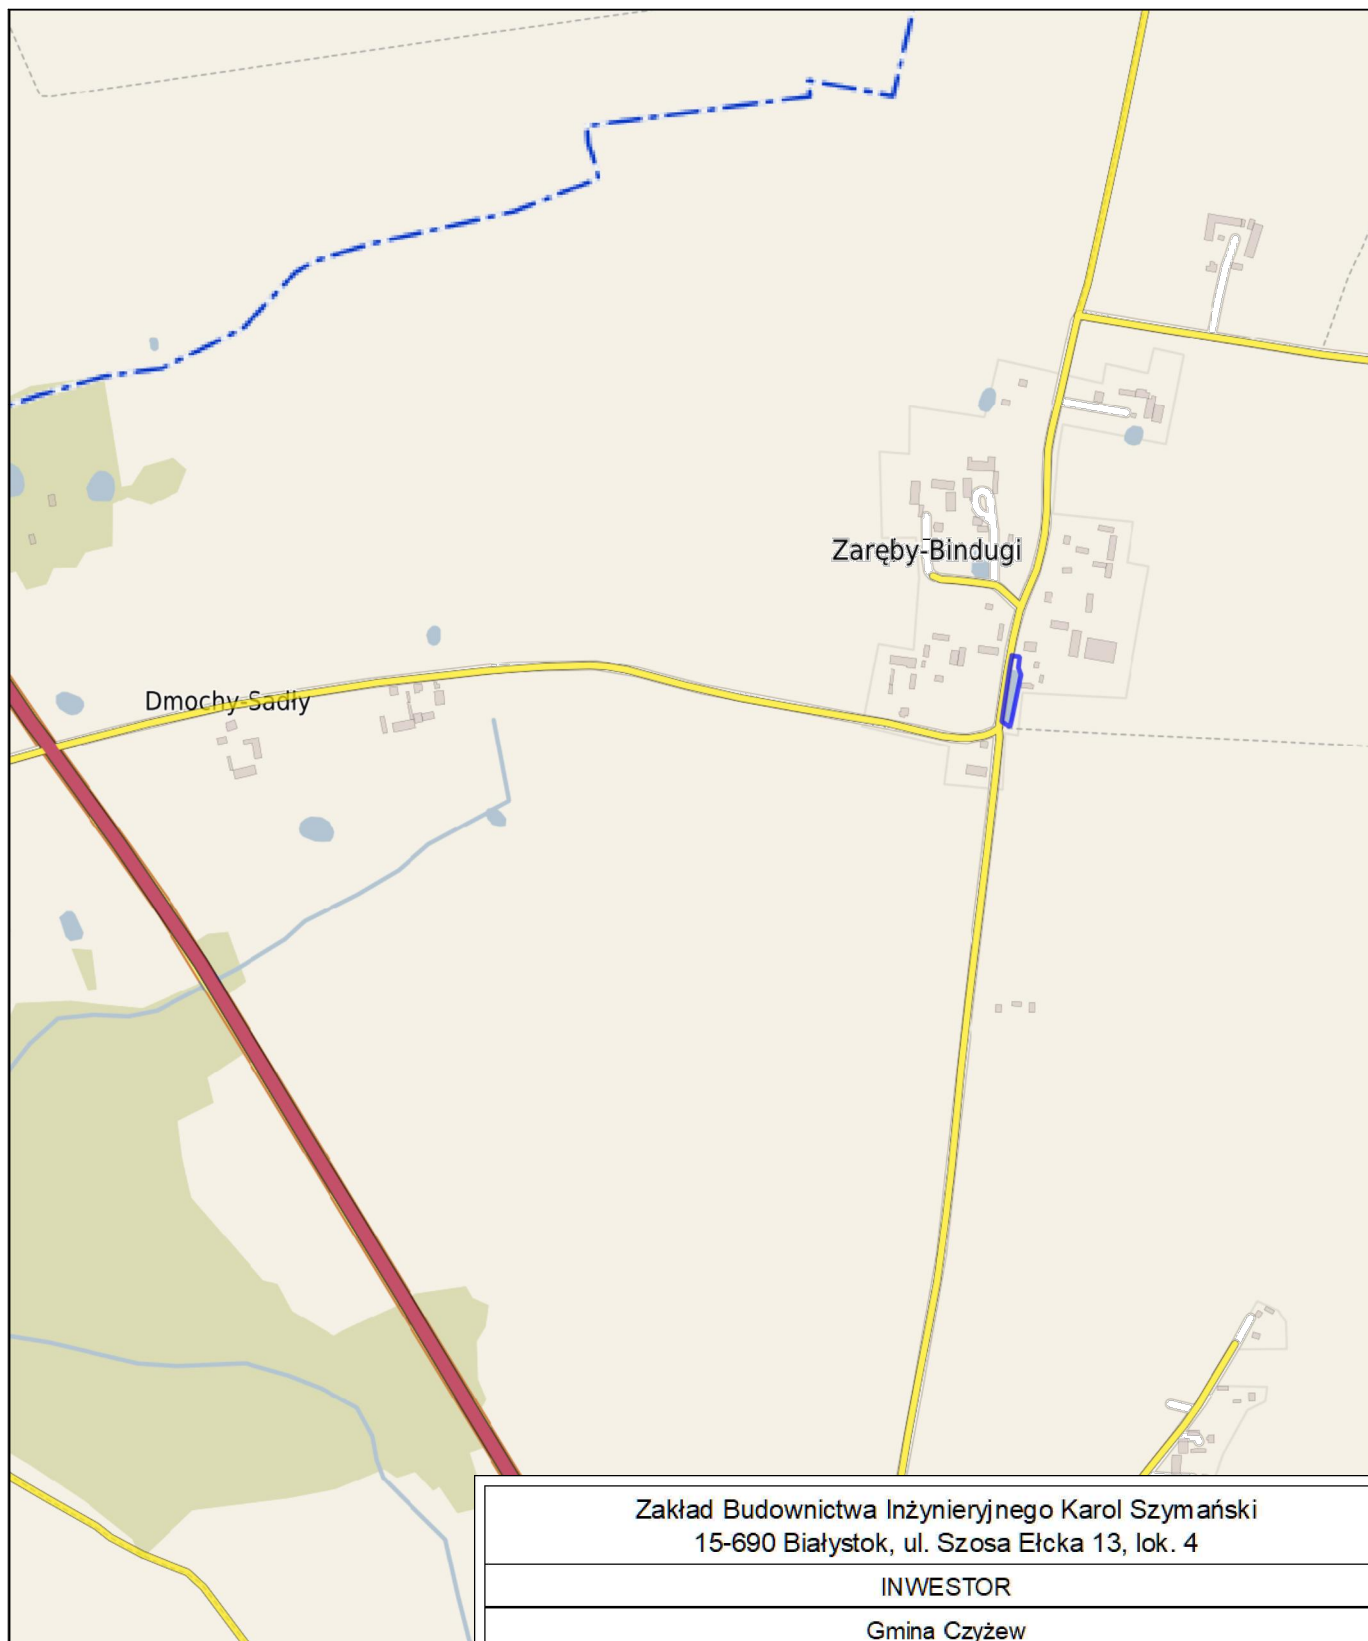 Zaręby-Bindugi
Dmochy-Sadły
Zakład Budownictwa Inżynieryjnego Karol Szymański
15-690 Białystok, ul. Szosa Ełcka 13, lok. 4
INWESTOR
Gmina Czyżew